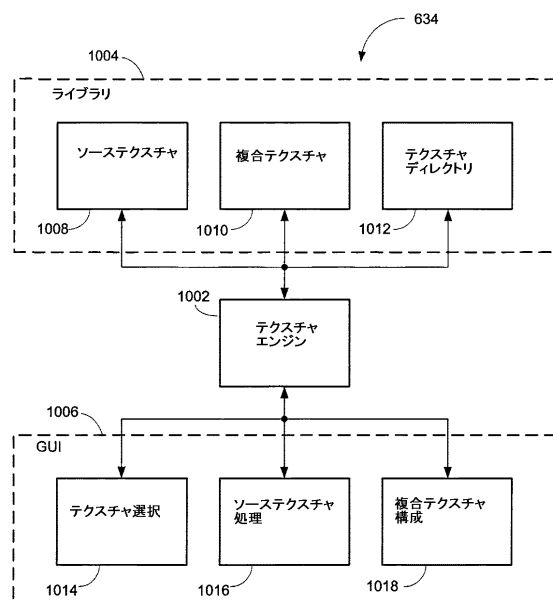 634
1004
ライブラリ
ソーステクスチャ
複合テクスチャ
テクスチャ
ディレクトリ
1008
1010
1012
1002
テクスチャ
エンジン
1006
GUI
テクスチャ選択
ソーステクスチャ
処理
複合テクスチャ
構成
1014
1016
1018